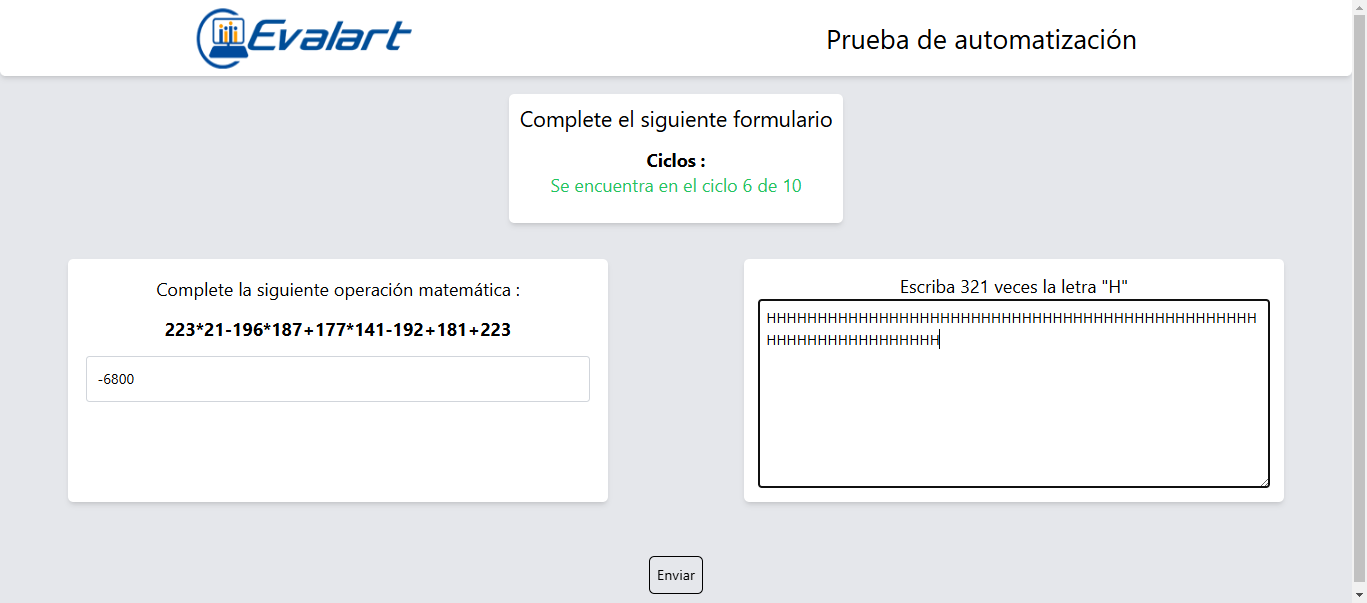 Evalart
Prueba de automatización
Complete el siguiente formulario
Ciclos :
Se encuentra en el ciclo 6 de 10
Complete la siguiente operación matemática :
223*21-196*187+177*141-192+181+223
-6800
Escriba 321 veces la letra "H"
HHHHHHHHHHHHHHHHHHHHHHHHHHHHHHHHHHHHHHHHHHHHHHHH
HHHHHHHHHHHHHHHHH
Enviar